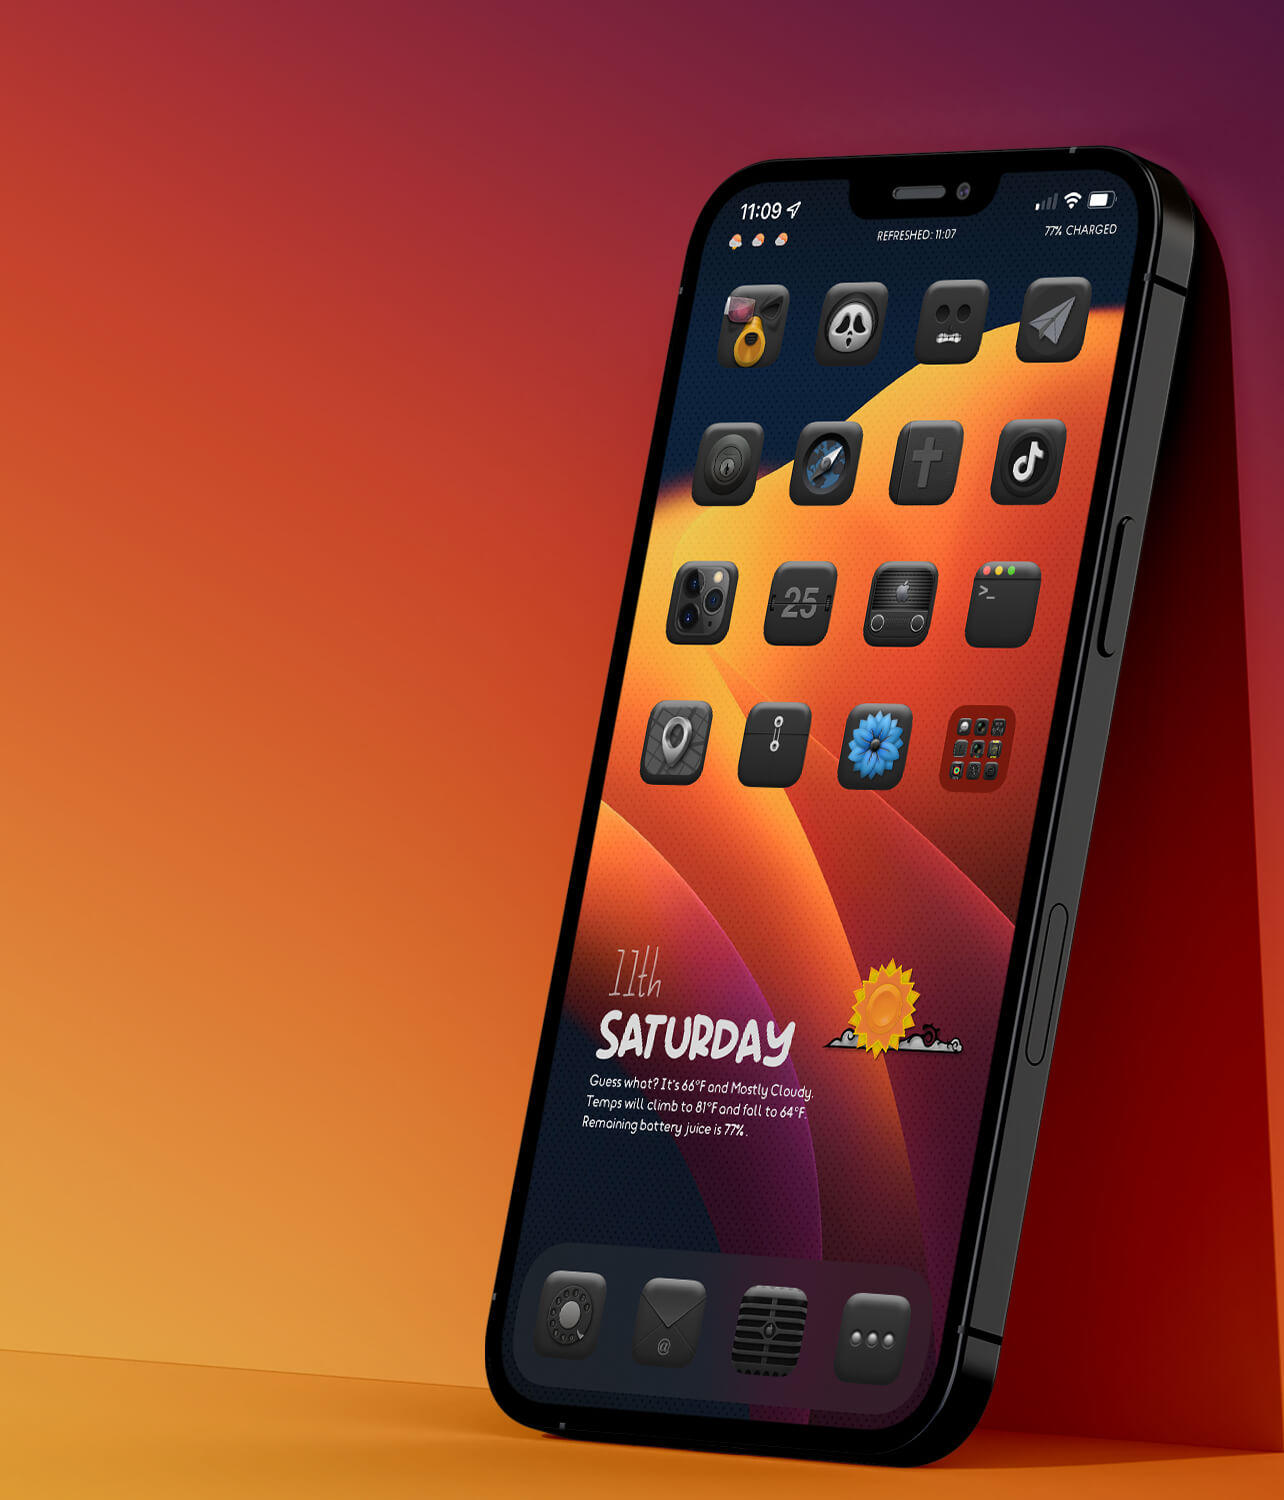 11:09
REFRESHED: 11:07
77% CHARGED
25
>_
11th
SATURDAY
Guess what? It's 66°F and Mostly Cloudy.
Temps will climb to 81°F and fall to 64°F.
Remaining battery juice is 77%.
@